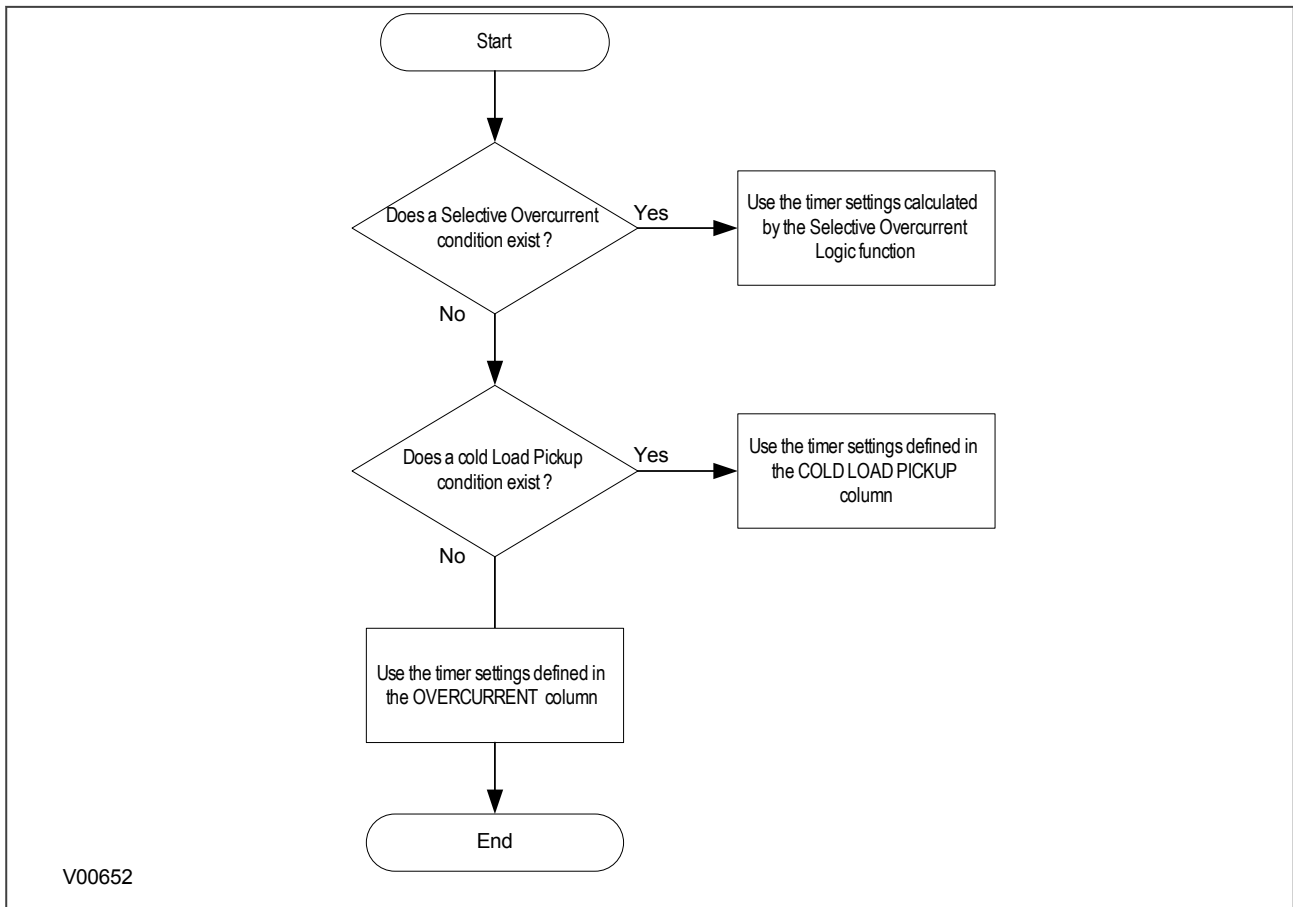 Start
Does a Selective Overcurrent
condition exist ?
Yes
Use the timer settings calculated
by the Selective Overcurrent
Logic function
No
Does a cold Load Pickup
condition exist ?
Yes
Use the timer settings defined in
the COLD LOAD PICKUP
column
No
Use the timer settings defined in
the OVERCURRENT column
End
V00652